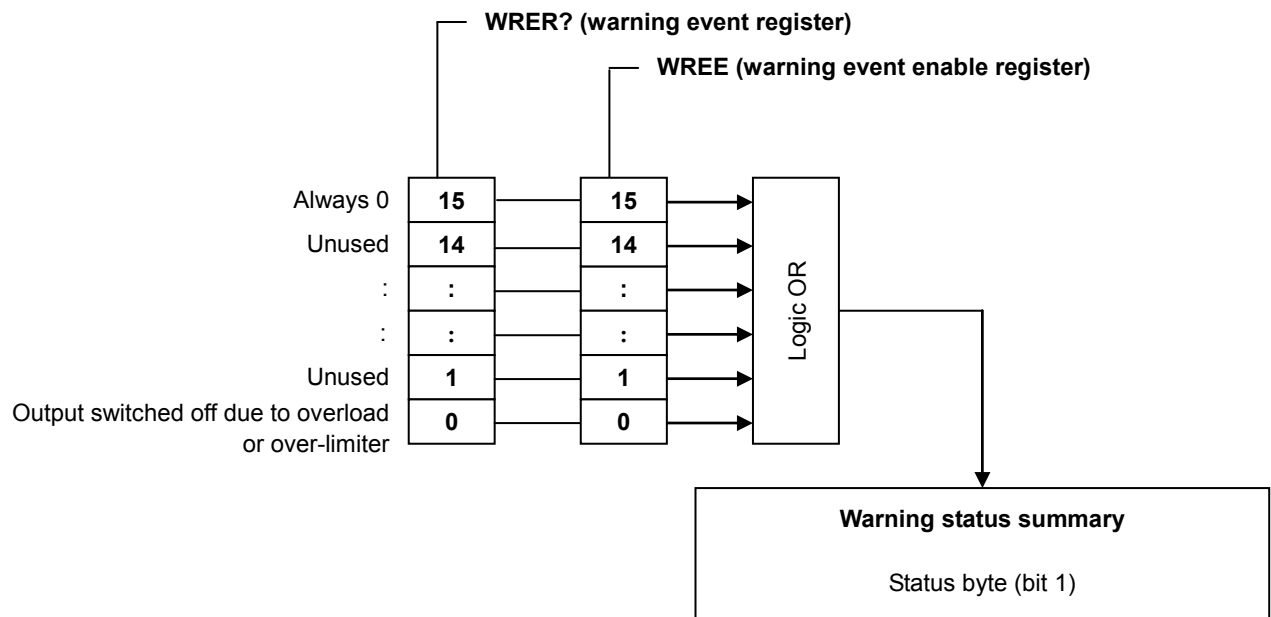 WRER? (warning event register)
WREE (warning event enable register)
Always 0 15 15
Unused 14 14
: : :
: : :
Unused 1 1
Output switched off due to overload
or over-limiter 0 0
Logic OR
Warning status summary
Status byte (bit 1)